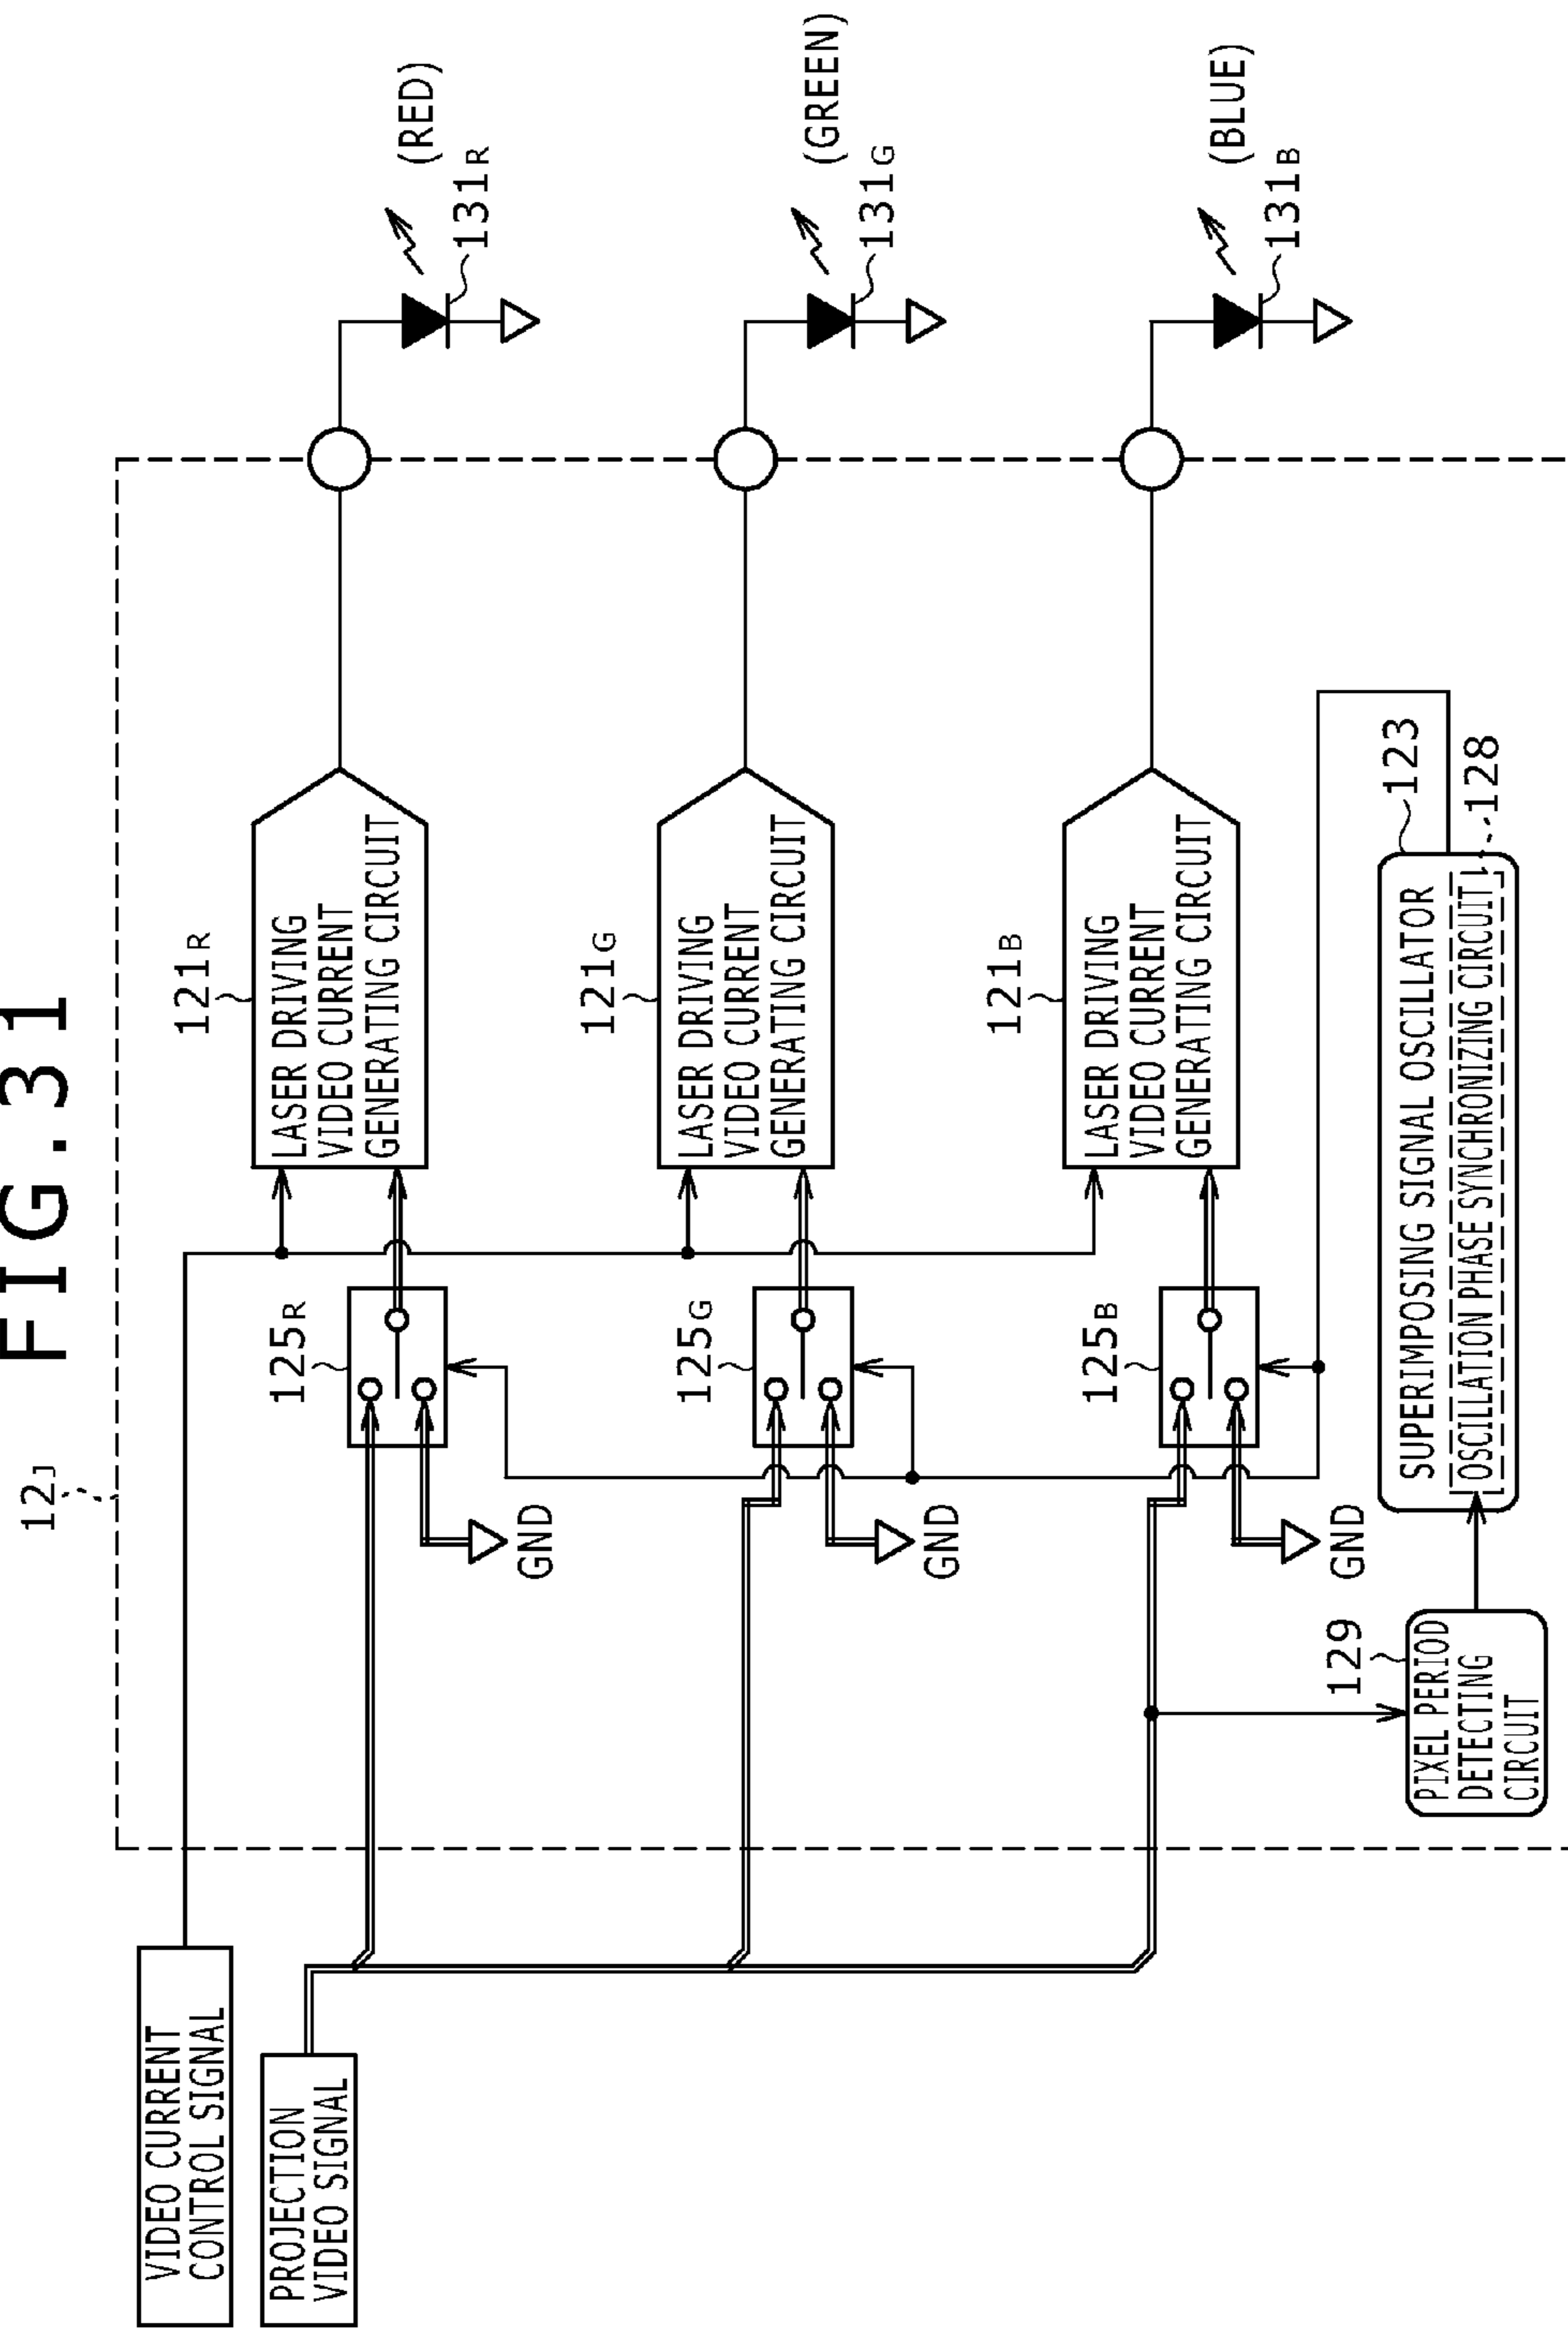 FIG.31
12J
VIDEO CURRENT
CONTROL SIGNAL
PROJECTION
VIDEO SIGNAL
125R
GND
121R
LASER DRIVING
VIDEO CURRENT
GENERATING CIRCUIT
131R
(RED)
125G
GND
121G
LASER DRIVING
VIDEO CURRENT
GENERATING CIRCUIT
131G
(GREEN)
125B
GND
121B
LASER DRIVING
VIDEO CURRENT
GENERATING CIRCUIT
131B
(BLUE)
129
PIXEL PERIOD
DETECTING
CIRCUIT
123
SUPERIMPOSING SIGNAL OSCILLATOR
OSCILLATION PHASE SYNCHRONIZING CIRCUIT
128